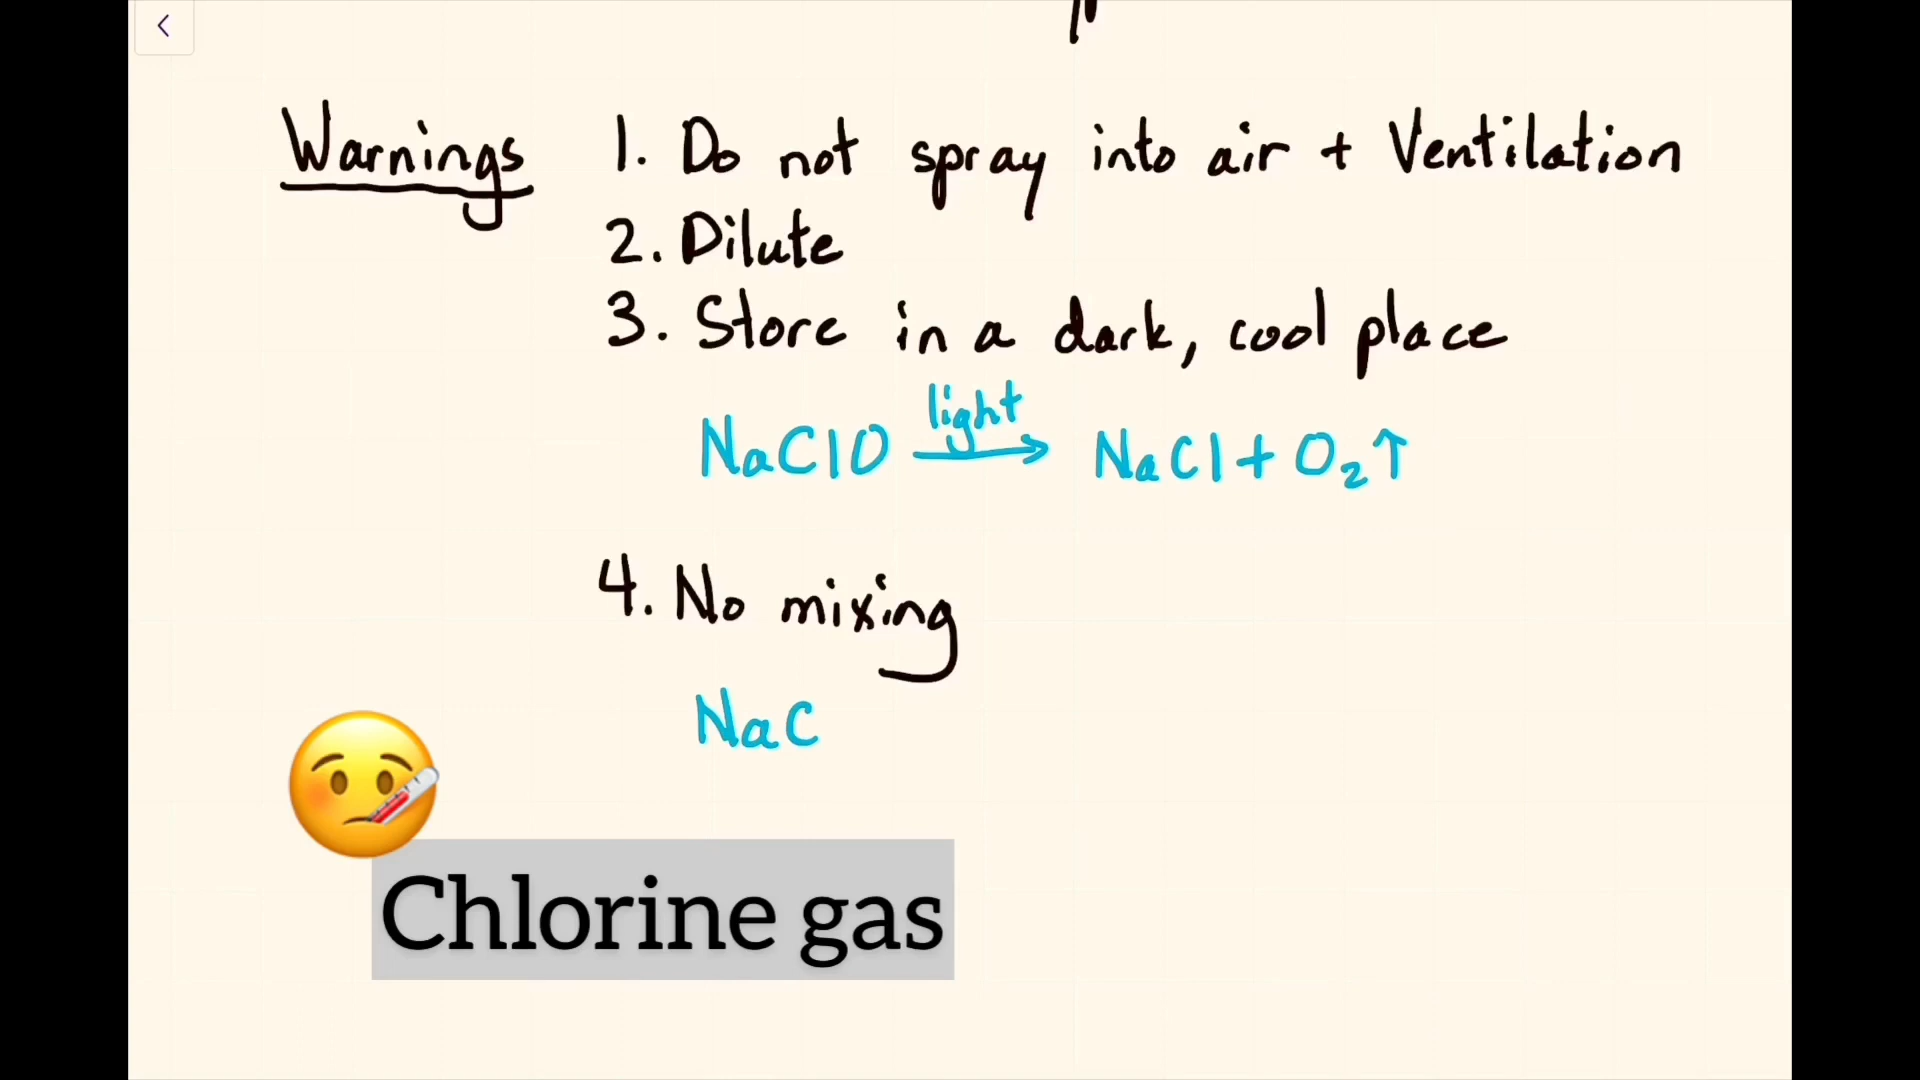 Warnings 1. Do not spray into air + Ventilation
2. Dilute
3. Store in a dark, cool place
light
NaClO → NaCl + O₂↑
4. No mixing
NaC
Chlorine gas